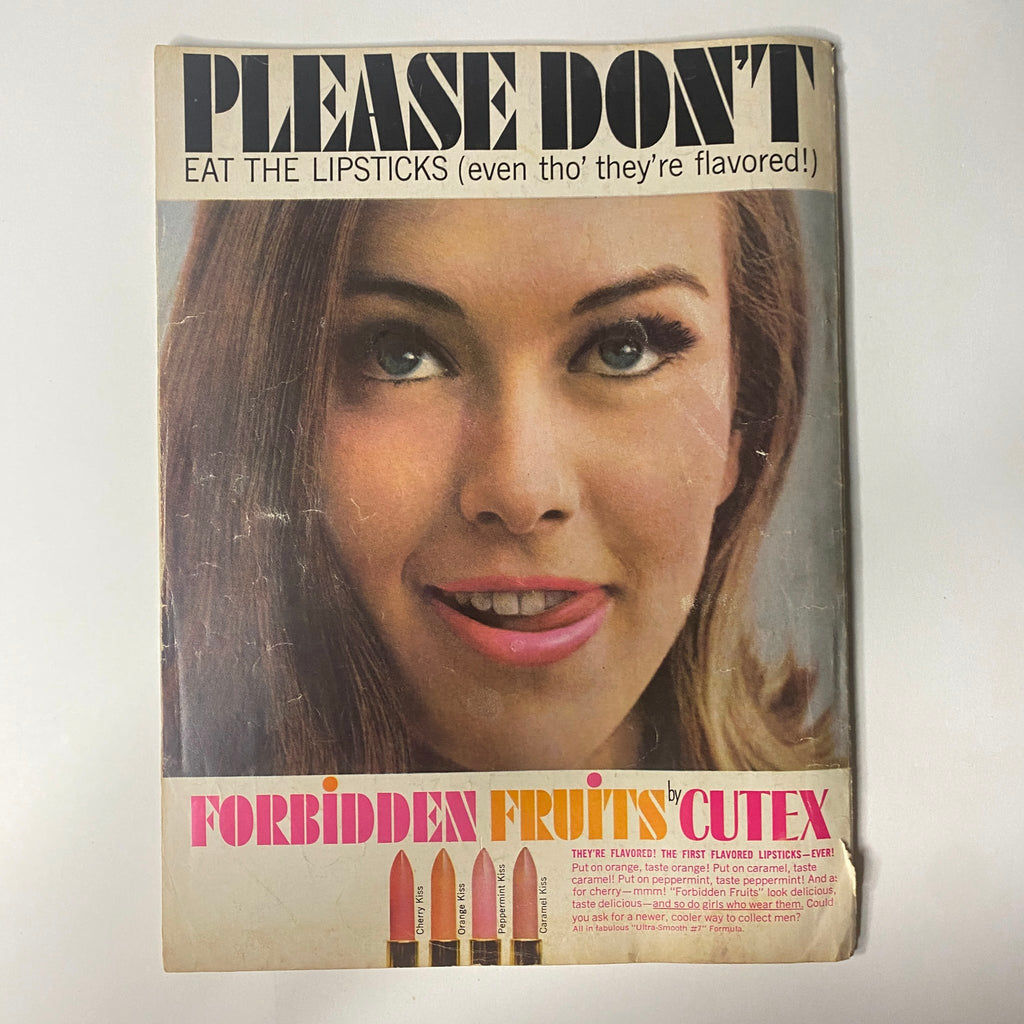 PLEASE DON'T
EAT THE LIPSTICKS (even tho' they're flavored!)
FORBIDDEN FRUITS by CUTEX
Cherry Kiss
Orange Kiss
Peppermint Kiss
Caramel Kiss
THEY'RE FLAVORED! THE FIRST FLAVORED LIPSTICKS—EVER!
Put on orange, taste orange! Put on caramel, taste
caramel! Put on peppermint, taste peppermint! And as
for cherry—mmm! "Forbidden Fruits" look delicious,
taste delicious—and so do girls who wear them. Could
you ask for a newer, cooler way to collect men?
All in fabulous "Ultra-Smooth #7" Formula.